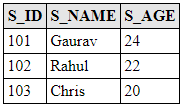 S_ID S_NAME S_AGE
101 Gaurav 24
102 Rahul 22
103 Chris 20